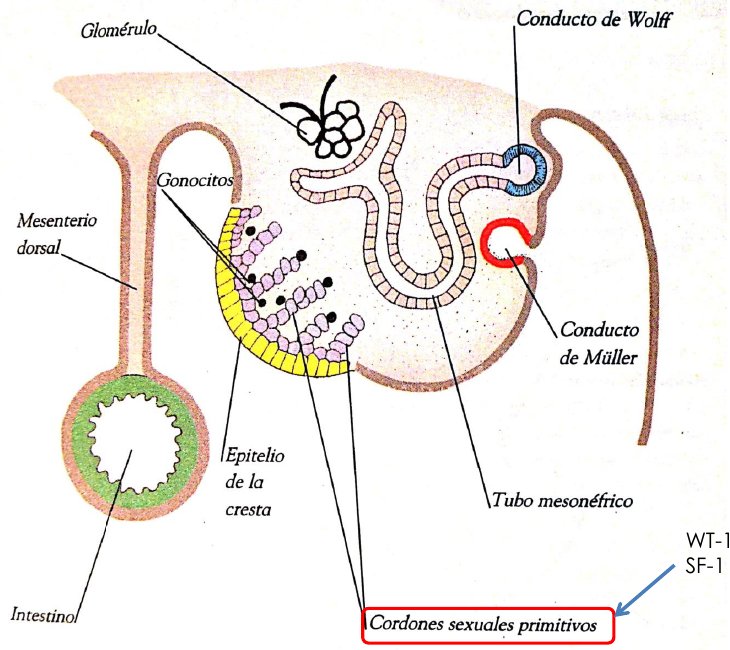 Conducto de Wolff
Glomérulo
Gonocitos
Mesenterio
dorsal
Conducto
de Müller
Epitelio
de la
cresta
Tubo mesonéfrico
WT-1
SF-1
Intestino
Cordones sexuales primitivos